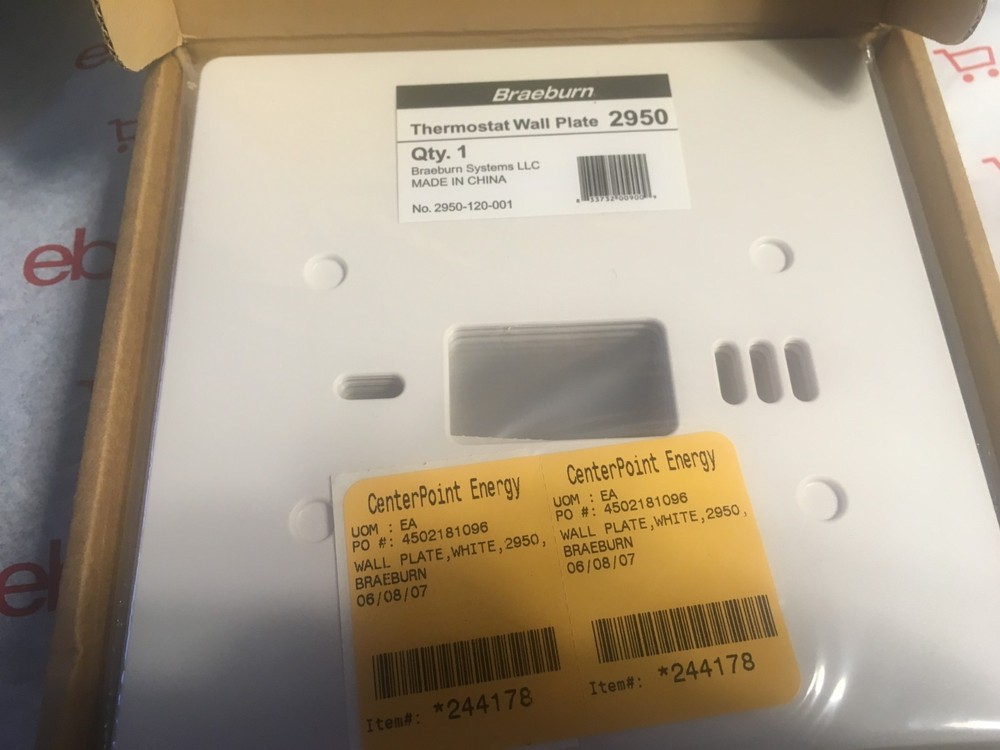 Braeburn
Thermostat Wall Plate 2950
Qty. 1
Braeburn Systems LLC
MADE IN CHINA
No. 2950-120-001
eb
eb
CenterPoint Energy
UOM : EA
PO #: 4502181096
WALL PLATE,WHITE,2950,
BRAEBURN
06/08/07
Item#: *244178
CenterPoint Energy
UOM : EA
PO #: 4502181096
WALL PLATE,WHITE,2950,
BRAEBURN
06/08/07
Item#: *244178